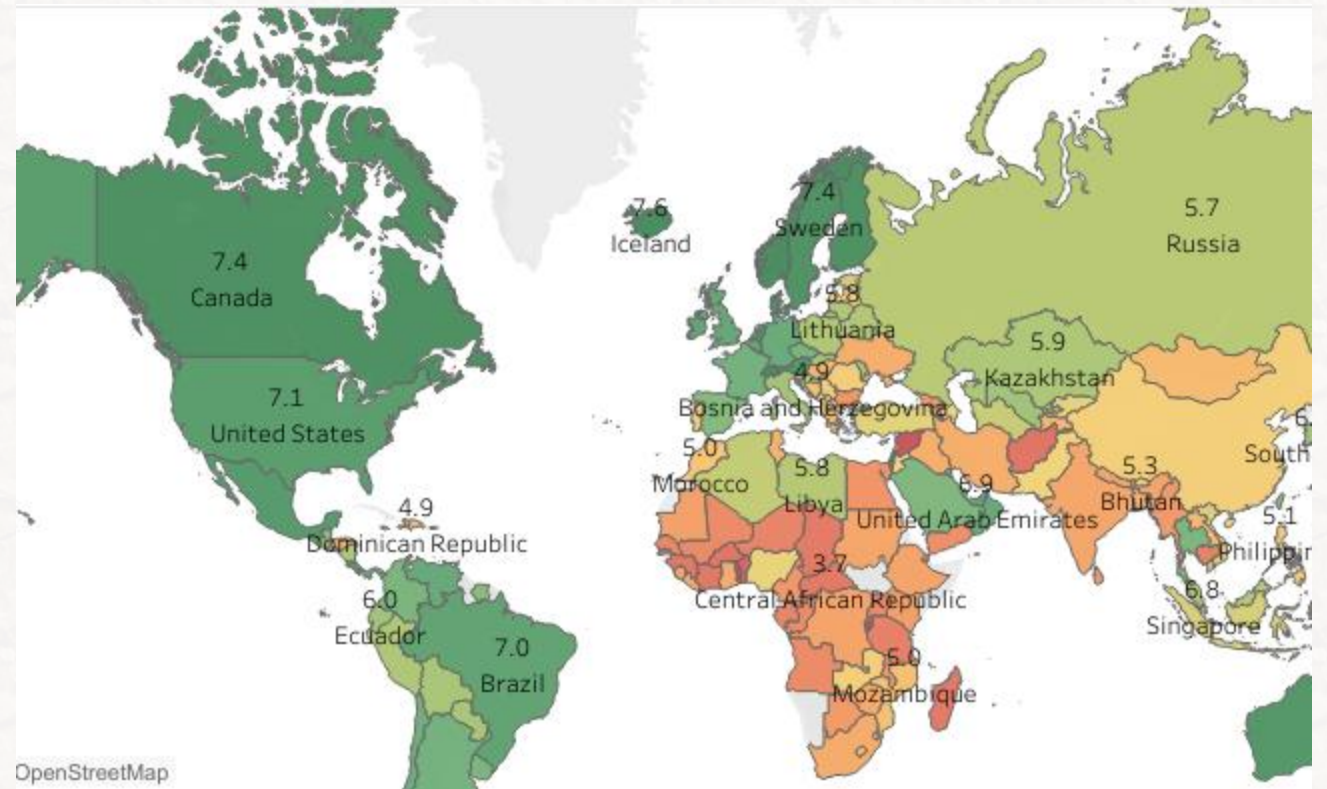 7.6
Iceland
7.4
Sweden
5.7
Russia
7.4
Canada
5.8
Lithuania
5.9
Kazakhstan
4.9
Bosnia and Herzegovina
7.1
United States
6.
South
5.0
Morocco
5.8
Libya
6.9
United Arab Emirates
5.3
Bhutan
5.1
Philippin
4.9
Dominican Republic
3.7
Central African Republic
6.0
Ecuador
6.8
Singapore
7.0
Brazil
5.0
Mozambique
OpenStreetMap